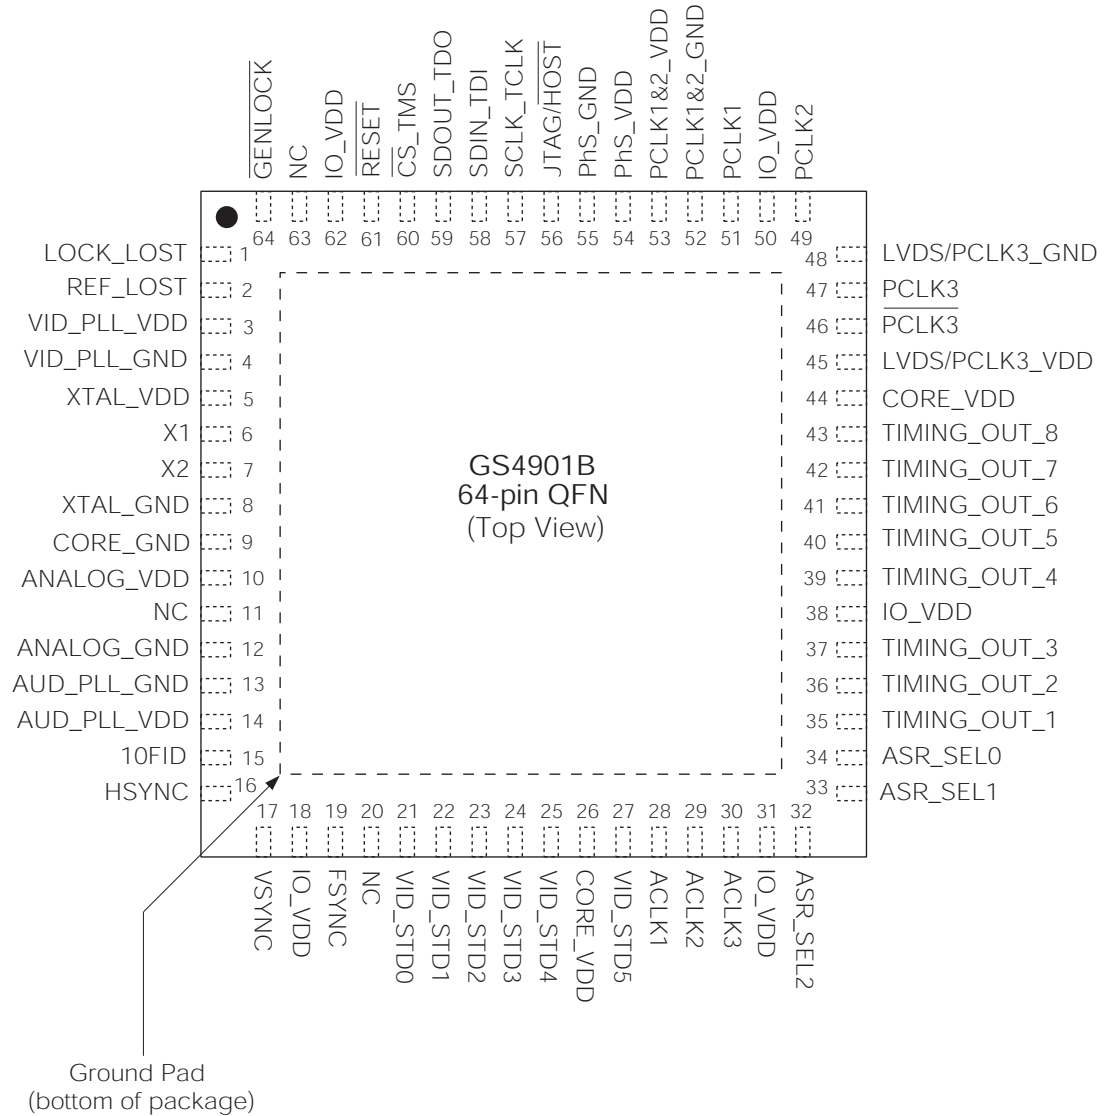 GENLOCK
NC
IO_VDD
RESET
CS_TMS
SDOUT_TDO
SDIN_TDI
SCLK_TCLK
JTAG/HOST
PhS_GND
PhS_VDD
PCLK1&2_VDD
PCLK1&2_GND
PCLK1
IO_VDD
PCLK2
64 63 62 61 60 59 58 57 56 55 54 53 52 51 50 49
LOCK_LOST 1
REF_LOST 2
VID_PLL_VDD 3
VID_PLL_GND 4
XTAL_VDD 5
X1 6
X2 7
XTAL_GND 8
CORE_GND 9
ANALOG_VDD 10
NC 11
ANALOG_GND 12
AUD_PLL_GND 13
AUD_PLL_VDD 14
10FID 15
HSYNC 16
GS4901B
64-pin QFN
(Top View)
48 LVDS/PCLK3_GND
47 PCLK3
46 PCLK3
45 LVDS/PCLK3_VDD
44 CORE_VDD
43 TIMING_OUT_8
42 TIMING_OUT_7
41 TIMING_OUT_6
40 TIMING_OUT_5
39 TIMING_OUT_4
38 IO_VDD
37 TIMING_OUT_3
36 TIMING_OUT_2
35 TIMING_OUT_1
34 ASR_SEL0
33 ASR_SEL1
17 18 19 20 21 22 23 24 25 26 27 28 29 30 31 32
VSYNC
IO_VDD
FSYNC
NC
VID_STD0
VID_STD1
VID_STD2
VID_STD3
VID_STD4
CORE_VDD
VID_STD5
ACLK1
ACLK2
ACLK3
IO_VDD
ASR_SEL2
Ground Pad
(bottom of package)